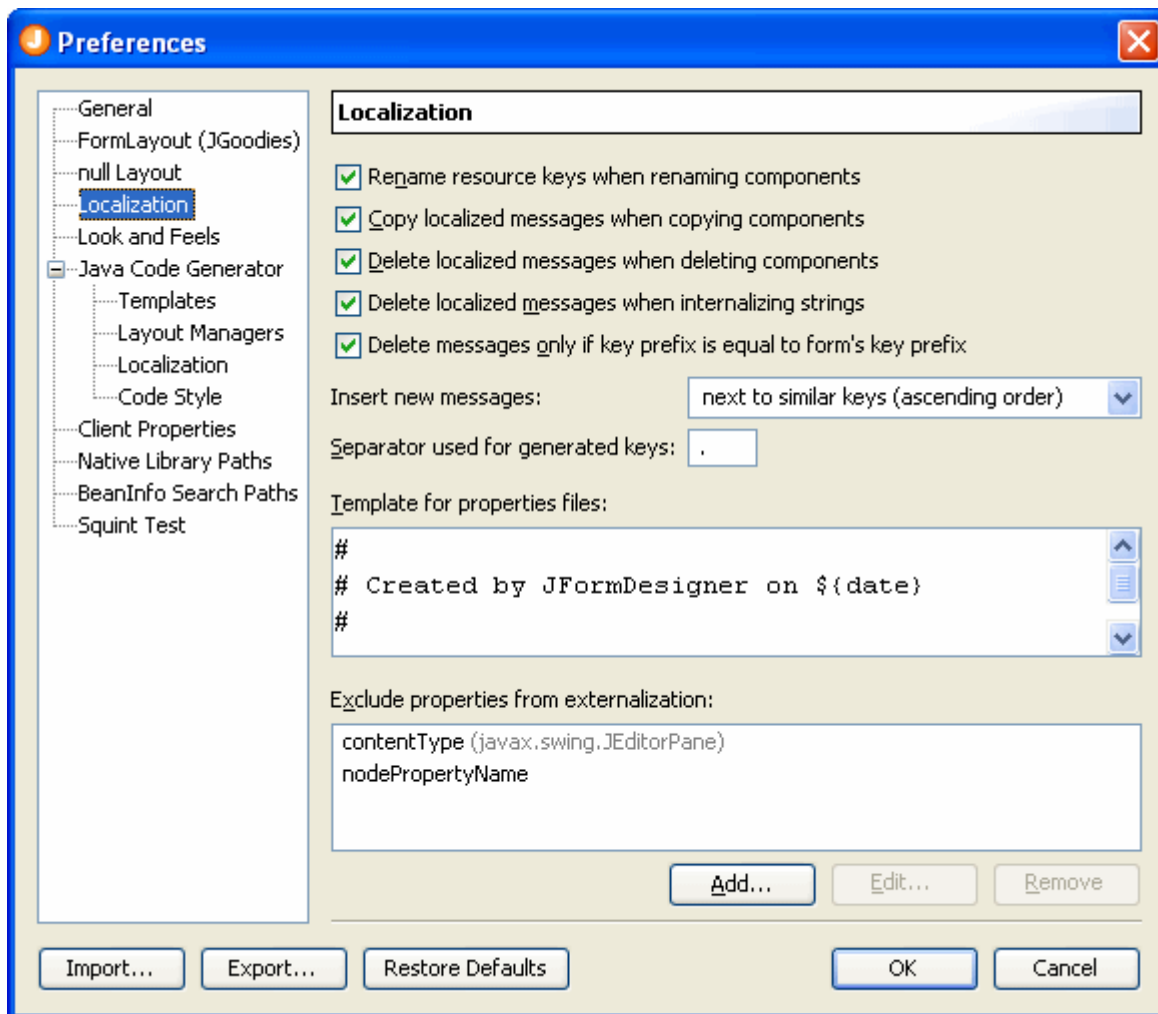 Preferences
General
FormLayout (JGoodies)
null Layout
Localization
Look and Feels
Java Code Generator
Templates
Layout Managers
Localization
Code Style
Client Properties
Native Library Paths
BeanInfo Search Paths
Squint Test
Localization
Rename resource keys when renaming components
Copy localized messages when copying components
Delete localized messages when deleting components
Delete localized messages when internalizing strings
Delete messages only if key prefix is equal to form's key prefix
Insert new messages: next to similar keys (ascending order)
Separator used for generated keys: .
Template for properties files:
#
# Created by JFormDesigner on ${date}
#
Exclude properties from externalization:
contentType (javax.swing.JEditorPane)
nodePropertyName
Add... Edit... Remove
Import... Export... Restore Defaults OK Cancel